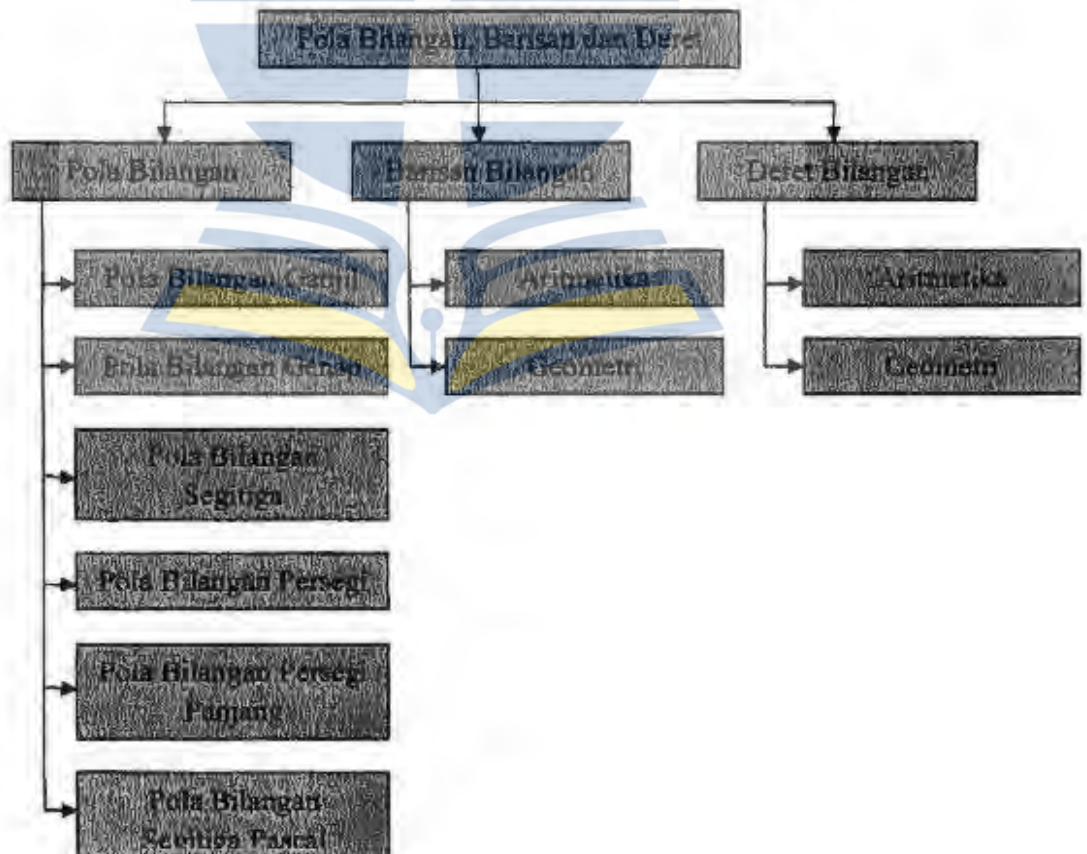 Pola Bilangan, Barisan dan Deret
Pola Bilangan
Barisan Bilangan
Deret Bilangan
Pola Bilangan Ganjil
Aritmetika
Aritmetika
Pola Bilangan Genap
Geometri
Geometri
Pola Bilangan
Segitiga
Pola Bilangan Persegi
Pola Bilangan Persegi
Panjang
Pola Bilangan
Segitiga Pascal